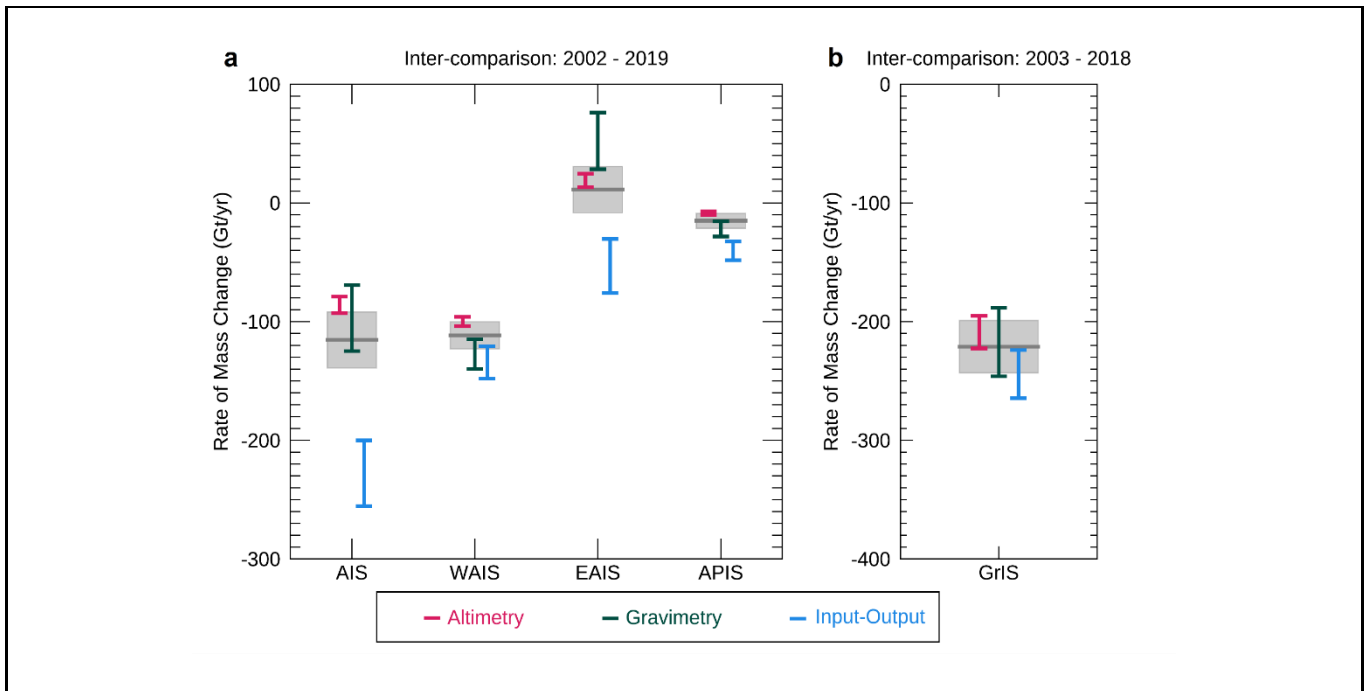 a Inter-comparison: 2002 - 2019
b Inter-comparison: 2003 - 2018
Rate of Mass Change (Gt/yr)
100
0
-100
-200
-300
AIS WAIS EAIS APIS
Rate of Mass Change (Gt/yr)
0
-100
-200
-300
-400
GrIS
Altimetry Gravimetry Input-Output